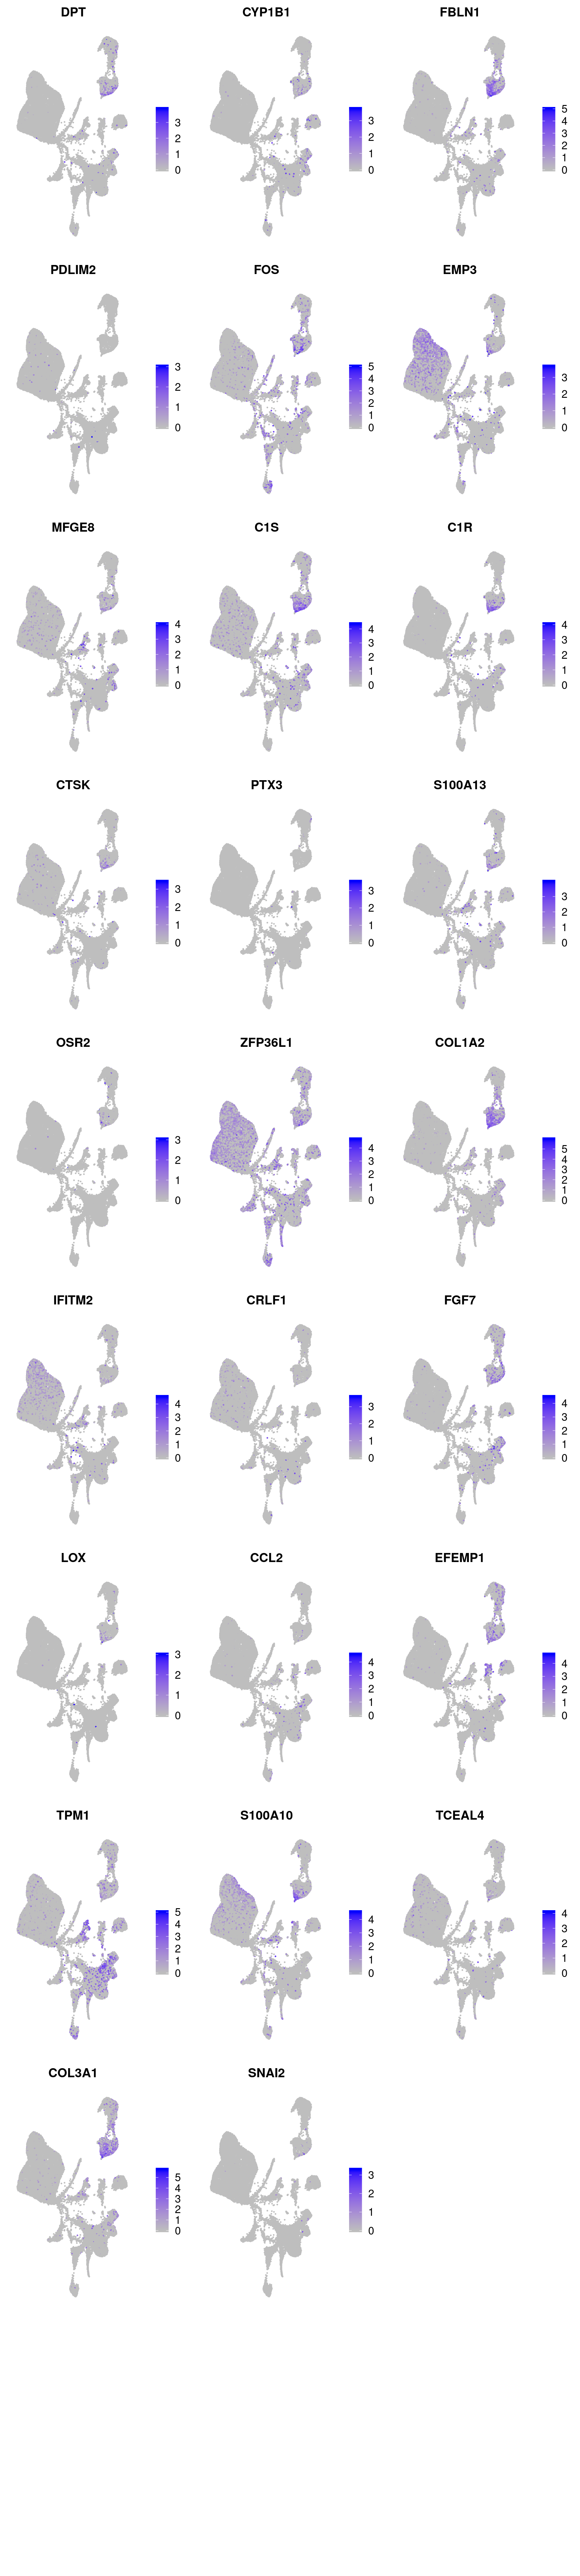 DPT CYP1B1 FBLN1
3 2 1 0 3 2 1 0 5 4 3 2 1 0
PDLIM2 FOS EMP3
3 2 1 0 5 4 3 2 1 0 3 2 1 0
MFGE8 C1S C1R
4 3 2 1 0 4 3 2 1 0 4 3 2 1 0
CTSK PTX3 S100A13
3 2 1 0 3 2 1 0 3 2 1 0
OSR2 ZFP36L1 COL1A2
3 2 1 0 4 3 2 1 0 5 4 3 2 1 0
IFITM2 CRLF1 FGF7
4 3 2 1 0 3 2 1 0 4 3 2 1 0
LOX CCL2 EFEMP1
3 2 1 0 4 3 2 1 0 4 3 2 1 0
TPM1 S100A10 TCEAL4
5 4 3 2 1 0 4 3 2 1 0 4 3 2 1 0
COL3A1 SNAI2
5 4 3 2 1 0 3 2 1 0